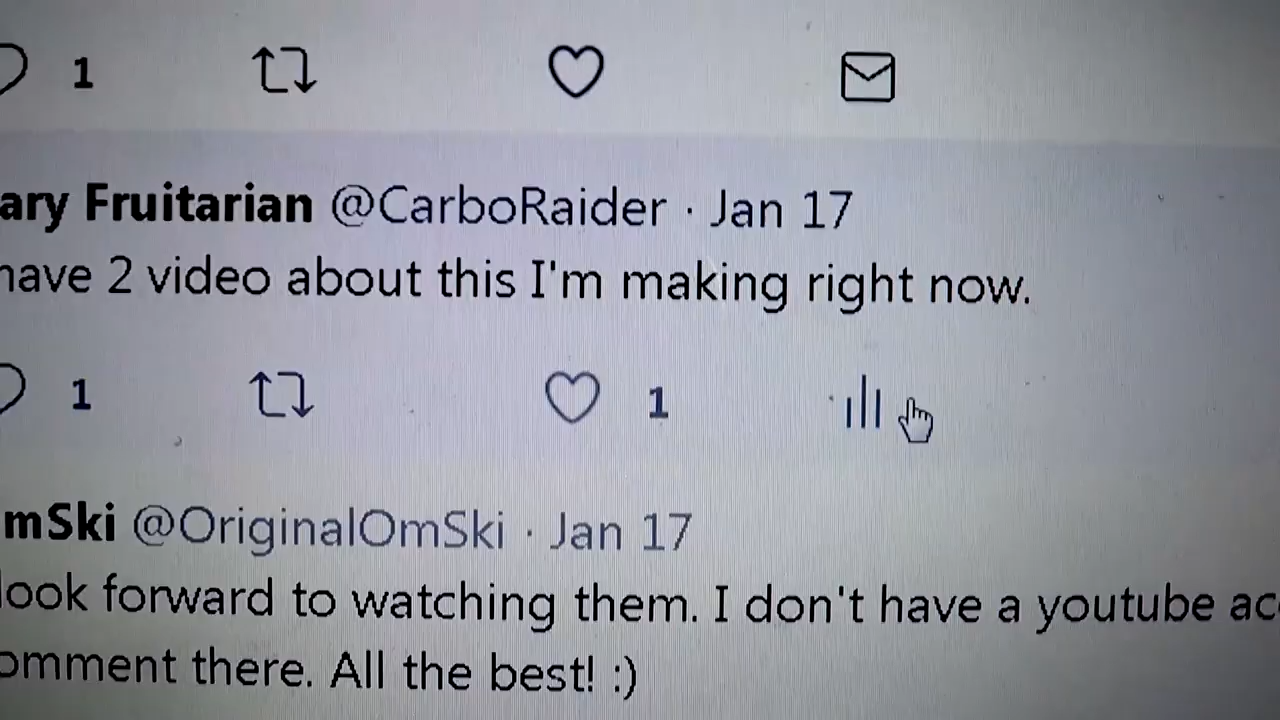 1
ary Fruitarian @CarboRaider · Jan 17
have 2 video about this I'm making right now.
1 1
mSki @OriginalOmSki · Jan 17
look forward to watching them. I don't have a youtube ac
omment there. All the best! :)